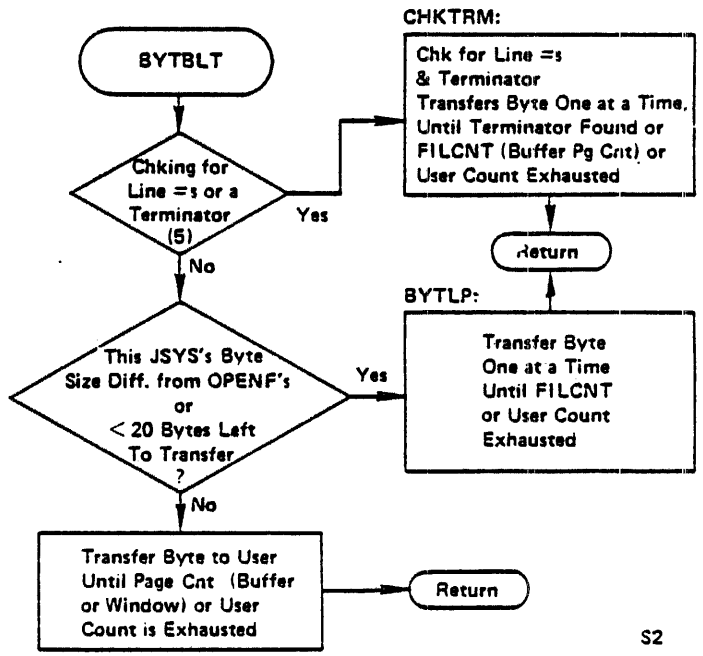 CHKTRM:
BYTBLT
Chk for Line =s
& Terminator
Transfers Byte One at a Time,
Until Terminator Found or
FILCNT (Buffer Pg Cnt) or
User Count Exhausted
Chking for
Line =s or a
Terminator
(5)
Yes
Return
No
BYTLP:
This JSYS's Byte
Size Diff. from OPENF's
or
< 20 Bytes Left
To Transfer
?
Yes
Transfer Byte
One at a Time
Until FILCNT
or User Count
Exhausted
No
Transfer Byte to User
Until Page Cnt (Buffer
or Window) or User
Count is Exhausted
Return
S2